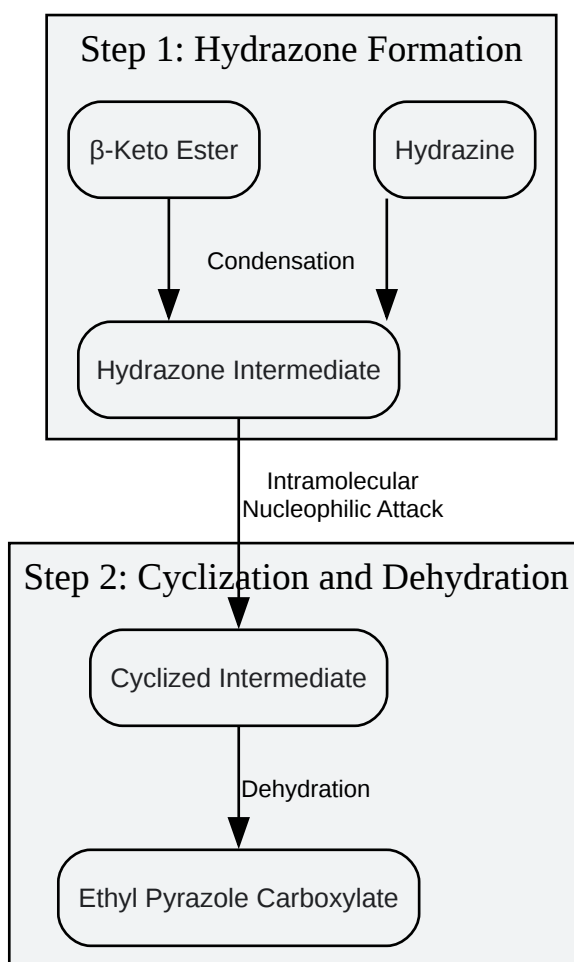 Step 1: Hydrazone Formation
β-Keto Ester
Hydrazine
Condensation
Hydrazone Intermediate
Intramolecular
Nucleophilic Attack
Step 2: Cyclization and Dehydration
Cyclized Intermediate
Dehydration
Ethyl Pyrazole Carboxylate